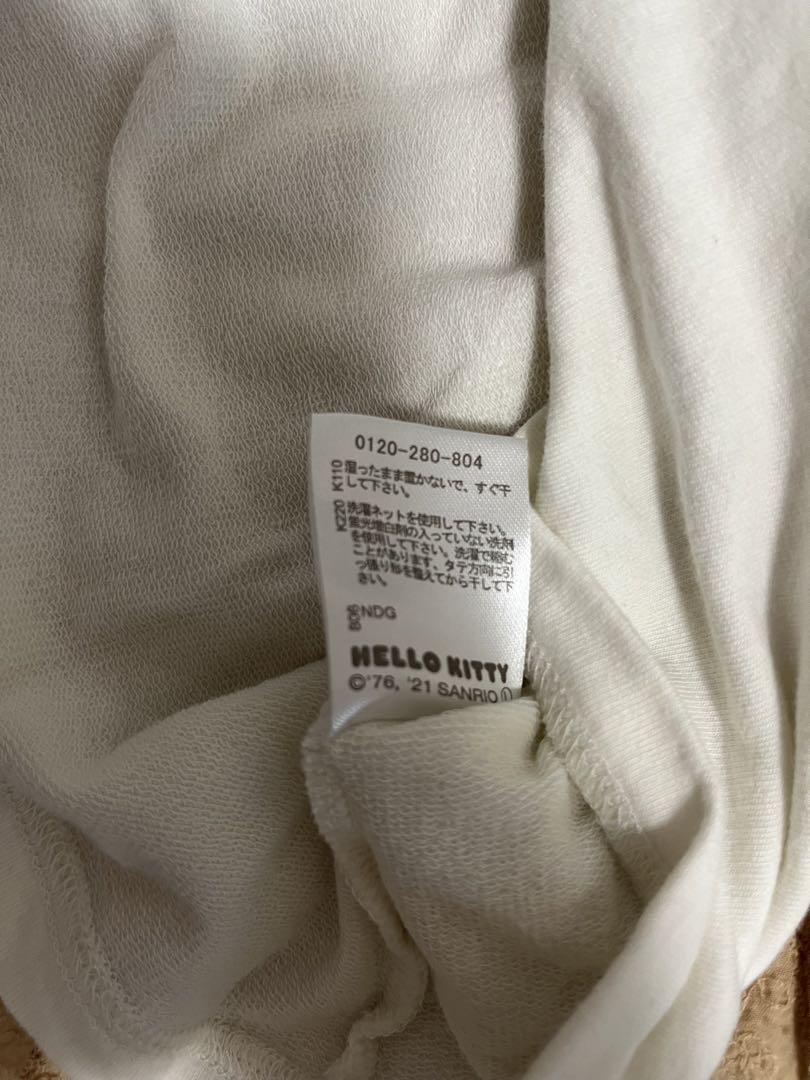 0120-280-804
K110 湿ったまま置かないで、すぐ干
して下さい。
K220 洗濯ネットを使用して下さい。
蛍光増白剤の入っていない洗剤
を使用して下さい。洗濯で縮む
ことがあります。タテ方向に引
っ張り形を整えてから干して下
さい。
806 NDG
HELLO KITTY
©'76, '21 SANRIO ①